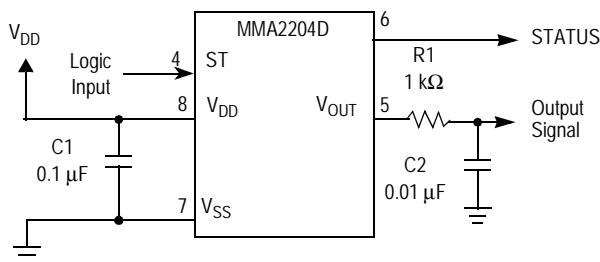 MMA2204D
VDD
Logic
Input
4
ST
6
STATUS
R1
1 kΩ
8
VDD
VOUT
5
Output
Signal
C1
0.1 μF
C2
0.01 μF
7
VSS